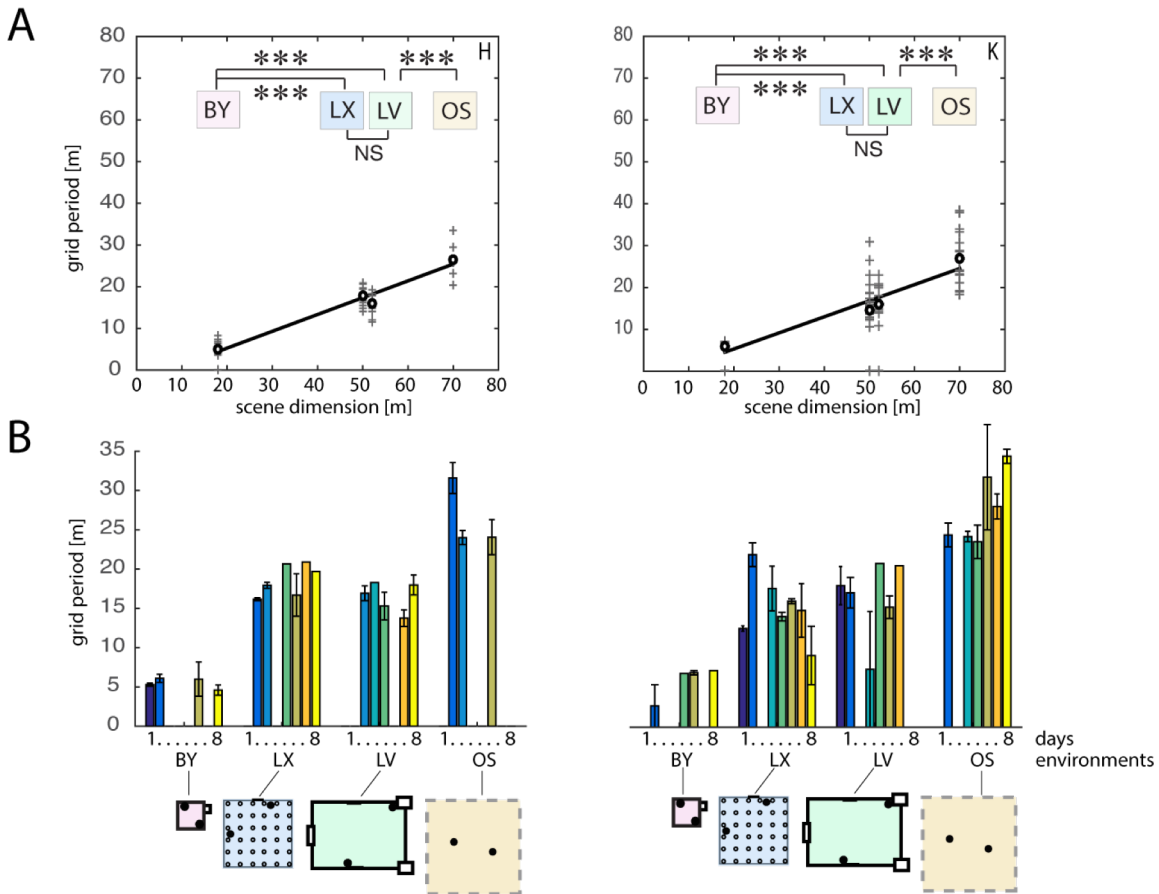 A
80
70
60
50
40
30
20
10
0
grid period [m]
*** *** H
BY *** LX LV OS
NS
0 10 20 30 40 50 60 70 80
scene dimension [m]
80
70
60
50
40
30
20
10
*** *** K
BY *** LX LV OS
NS
0 10 20 30 40 50 60 70 80
scene dimension [m]
B
35
30
25
20
15
10
5
0
grid period [m]
1......8 1......8 1......8 1......8
BY LX LV OS
1......8 1......8 1......8 1......8 days
BY LX LV OS environments